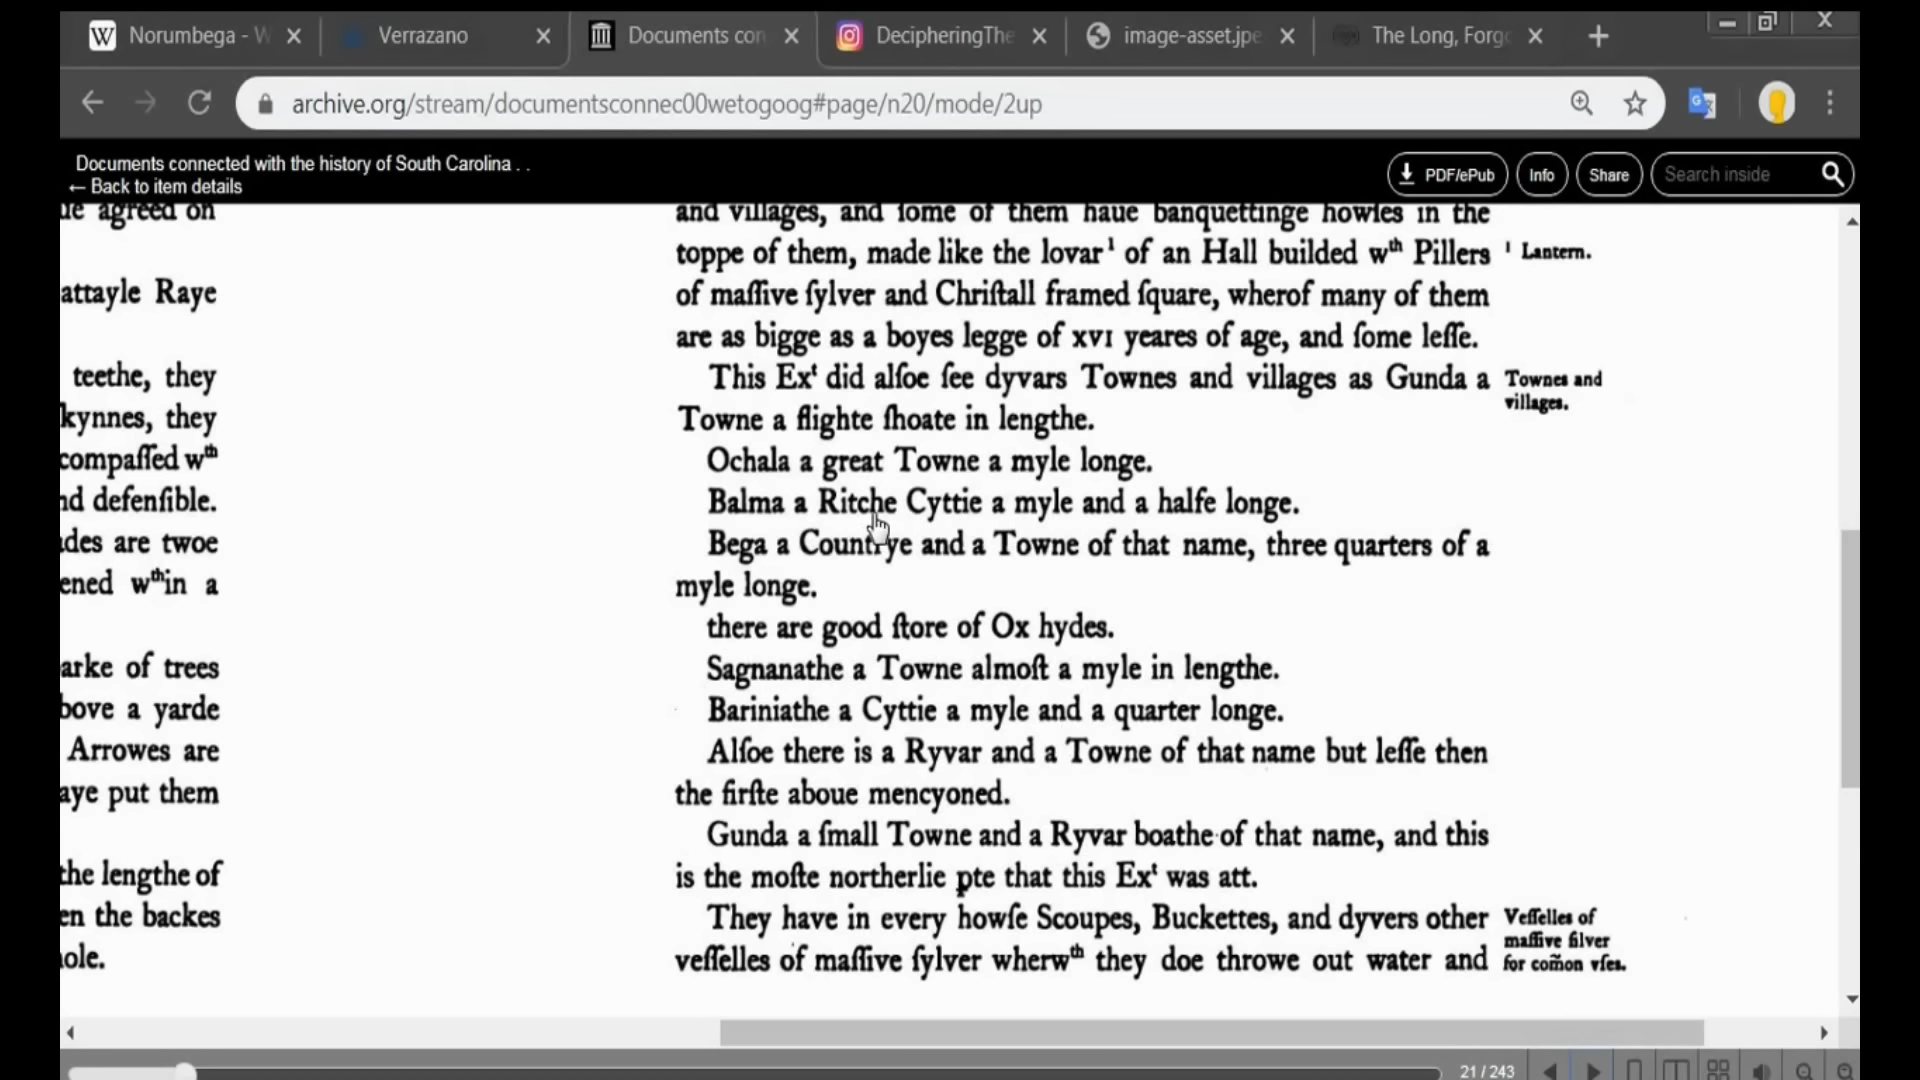 Norumbega - W
Verrazano
Documents con
DecipheringThe
image-asset.jpe
The Long, Forgo
archive.org/stream/documentsconnec00wetogoog#page/n20/mode/2up
Documents connected with the history of South Carolina . .
← Back to item details
PDF/ePub
Info
Share
Search inside
ue agreed on
attayle Raye
teethe, they
kynnes, they
compaſſed wth
nd defenſible.
ades are twoe
ened wthin a
arke of trees
bove a yarde
Arrowes are
aye put them
the lengthe of
en the backes
ole.
and villages, and ſome of them haue banquettinge howſes in the
toppe of them, made like the lovar¹ of an Hall builded wth Pillers
¹ Lantern.
of maſſive ſylver and Chriſtall framed ſquare, wherof many of them
are as bigge as a boyes legge of XVI yeares of age, and ſome leſſe.
This Exᵗ did alſoe ſee dyvars Townes and villages as Gunda a
Townes and
villages.
Towne a flighte ſhoate in lengthe.
Ochala a great Towne a myle longe.
Balma a Ritche Cyttie a myle and a halfe longe.
Bega a Countrye and a Towne of that name, three quarters of a
myle longe.
there are good ſtore of Ox hydes.
Sagnanathe a Towne almoſt a myle in lengthe.
Bariniathe a Cyttie a myle and a quarter longe.
Alſoe there is a Ryvar and a Towne of that name but leſſe then
the firſte aboue mencyoned.
Gunda a ſmall Towne and a Ryvar boathe of that name, and this
is the moſte northerlie pte that this Exᵗ was att.
They have in every howſe Scoupes, Buckettes, and dyvers other
veſſelles of maſſive ſylver wherwth they doe throwe out water and
Veſſelles of
maſſive ſilver
for com̃on vſes.
21 / 243